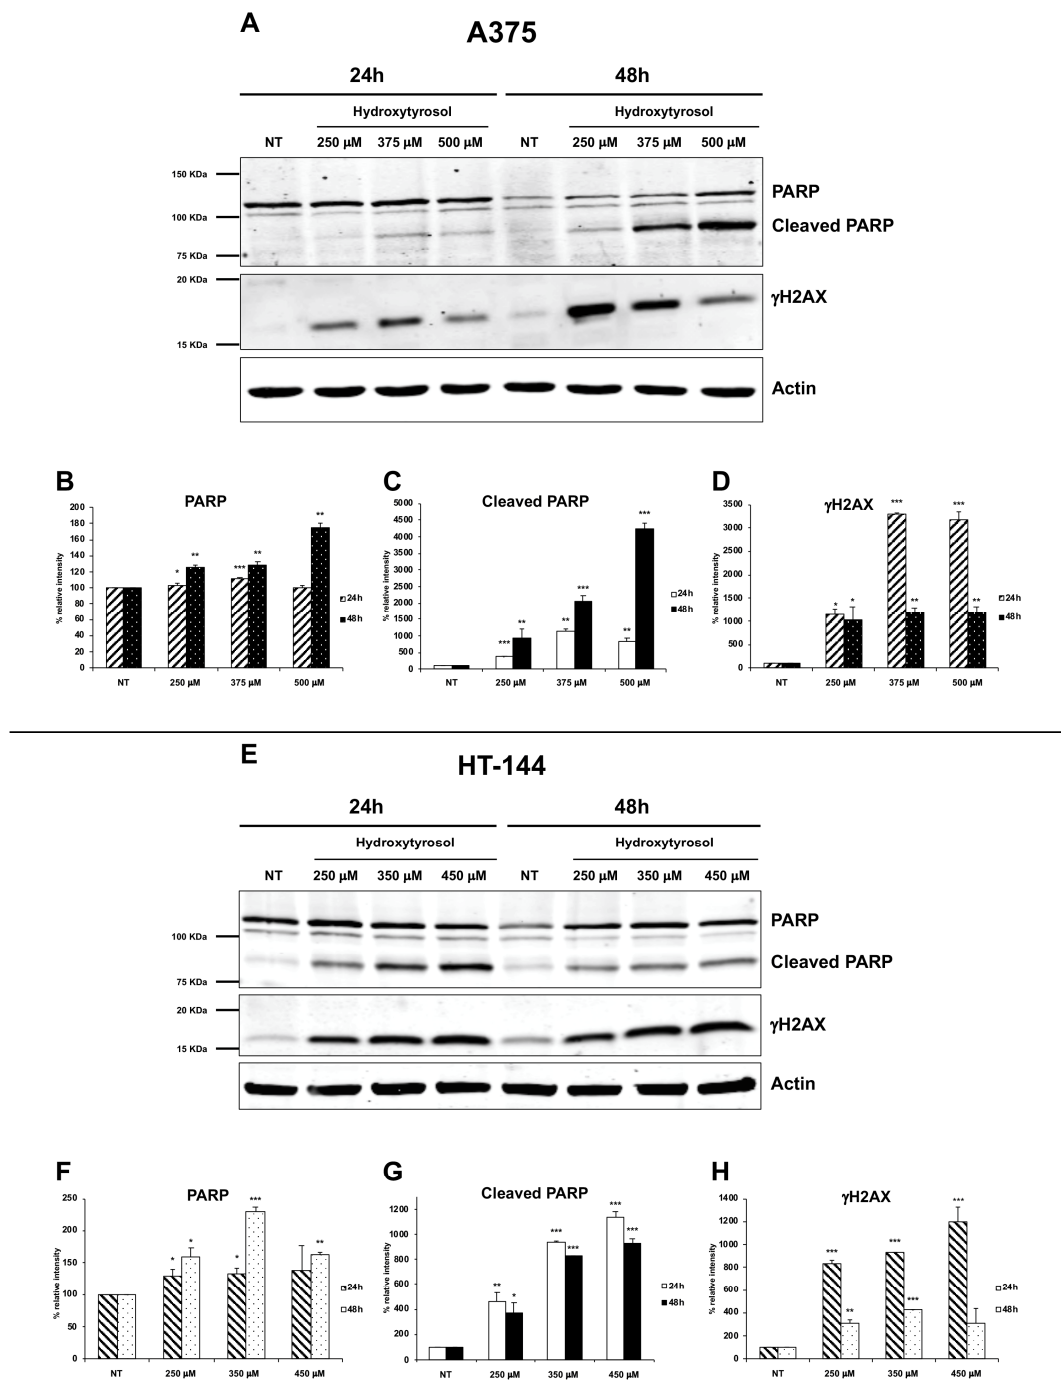 A
A375
24h 48h
Hydroxytyrosol Hydroxytyrosol
NT 250 µM 375 µM 500 µM NT 250 µM 375 µM 500 µM
150 KDa
PARP
100 KDa
Cleaved PARP
75 KDa
20 KDa
γH2AX
15 KDa
Actin
B
PARP
% relative intensity
200
180
160
140
120
100
80
60
40
20
0
* ** *** ** **
24h
48h
NT 250 µM 375 µM 500 µM
C
Cleaved PARP
% relative intensity
5000
4500
4000
3500
3000
2500
2000
1500
1000
500
0
*** ** ** *** ** ***
24h
48h
NT 250 µM 375 µM 500 µM
D
γH2AX
% relative intensity
3500
3000
2500
2000
1500
1000
500
0
* * *** ** *** **
24h
48h
NT 250 µM 375 µM 500 µM
E
HT-144
24h 48h
Hydroxytyrosol Hydroxytyrosol
NT 250 µM 350 µM 450 µM NT 250 µM 350 µM 450 µM
PARP
100 KDa
Cleaved PARP
75 KDa
20 KDa
γH2AX
15 KDa
Actin
F
PARP
% relative intensity
250
200
150
100
50
0
* * * *** **
24h
48h
NT 250 µM 350 µM 450 µM
G
Cleaved PARP
% relative intensity
1200
1000
800
600
400
200
0
** * *** *** *** ***
24h
48h
NT 250 µM 350 µM 450 µM
H
γH2AX
% relative intensity
1400
1200
1000
800
600
400
200
0
*** ** *** *** ***
24h
48h
NT 250 µM 350 µM 450 µM